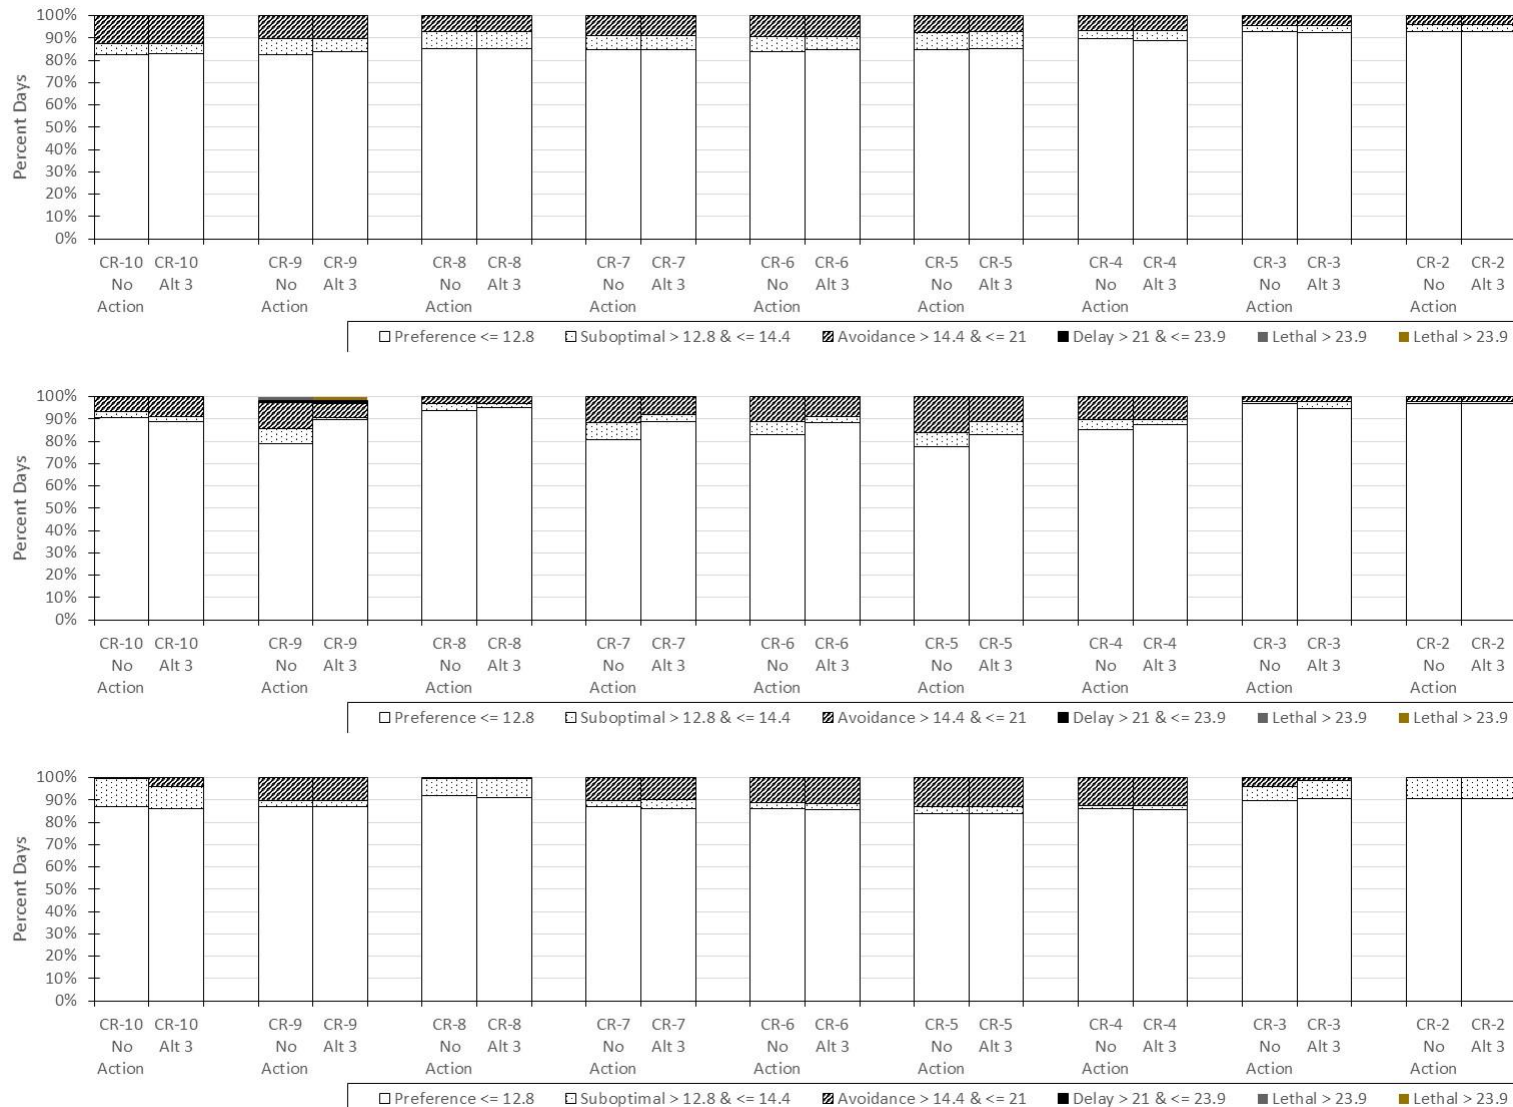 100%
90%
80%
70%
60%
50%
40%
30%
20%
10%
0%
Percent Days
CR-10 CR-10 CR-9 CR-9 CR-8 CR-8 CR-7 CR-7 CR-6 CR-6 CR-5 CR-5 CR-4 CR-4 CR-3 CR-3 CR-2 CR-2
No Alt 3 No Alt 3 No Alt 3 No Alt 3 No Alt 3 No Alt 3 No Alt 3 No Alt 3 No Alt 3
Action Action Action Action Action Action Action Action Action
Preference <= 12.8 Suboptimal > 12.8 & <= 14.4 Avoidance > 14.4 & <= 21 Delay > 21 & <= 23.9 Lethal > 23.9 Lethal > 23.9
100%
90%
80%
70%
60%
50%
40%
30%
20%
10%
0%
Percent Days
CR-10 CR-10 CR-9 CR-9 CR-8 CR-8 CR-7 CR-7 CR-6 CR-6 CR-5 CR-5 CR-4 CR-4 CR-3 CR-3 CR-2 CR-2
No Alt 3 No Alt 3 No Alt 3 No Alt 3 No Alt 3 No Alt 3 No Alt 3 No Alt 3 No Alt 3
Action Action Action Action Action Action Action Action Action
Preference <= 12.8 Suboptimal > 12.8 & <= 14.4 Avoidance > 14.4 & <= 21 Delay > 21 & <= 23.9 Lethal > 23.9 Lethal > 23.9
100%
90%
80%
70%
60%
50%
40%
30%
20%
10%
0%
Percent Days
CR-10 CR-10 CR-9 CR-9 CR-8 CR-8 CR-7 CR-7 CR-6 CR-6 CR-5 CR-5 CR-4 CR-4 CR-3 CR-3 CR-2 CR-2
No Alt 3 No Alt 3 No Alt 3 No Alt 3 No Alt 3 No Alt 3 No Alt 3 No Alt 3 No Alt 3
Action Action Action Action Action Action Action Action Action
Preference <= 12.8 Suboptimal > 12.8 & <= 14.4 Avoidance > 14.4 & <= 21 Delay > 21 & <= 23.9 Lethal > 23.9 Lethal > 23.9